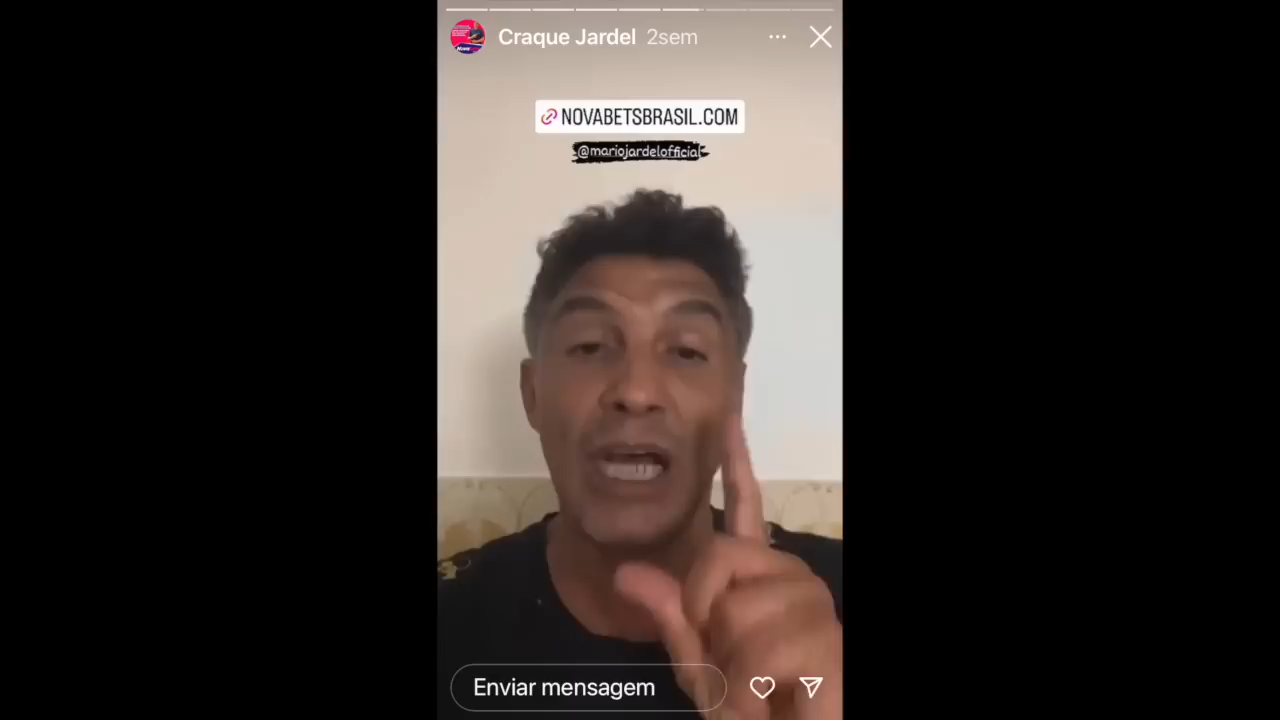 Craque Jardel 2sem
NOVABETSBRASIL.COM
@mariojardelofficial
Enviar mensagem